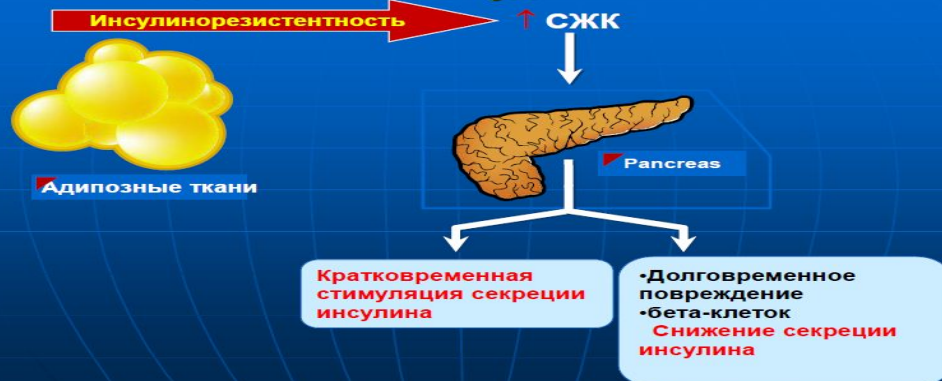 Инсулинорезистентность
↑ СЖК
Адипозные ткани
Pancreas
Кратковременная
стимуляция секреции
инсулина
•Долговременное
повреждение
•бета-клеток
Снижение секреции
инсулина